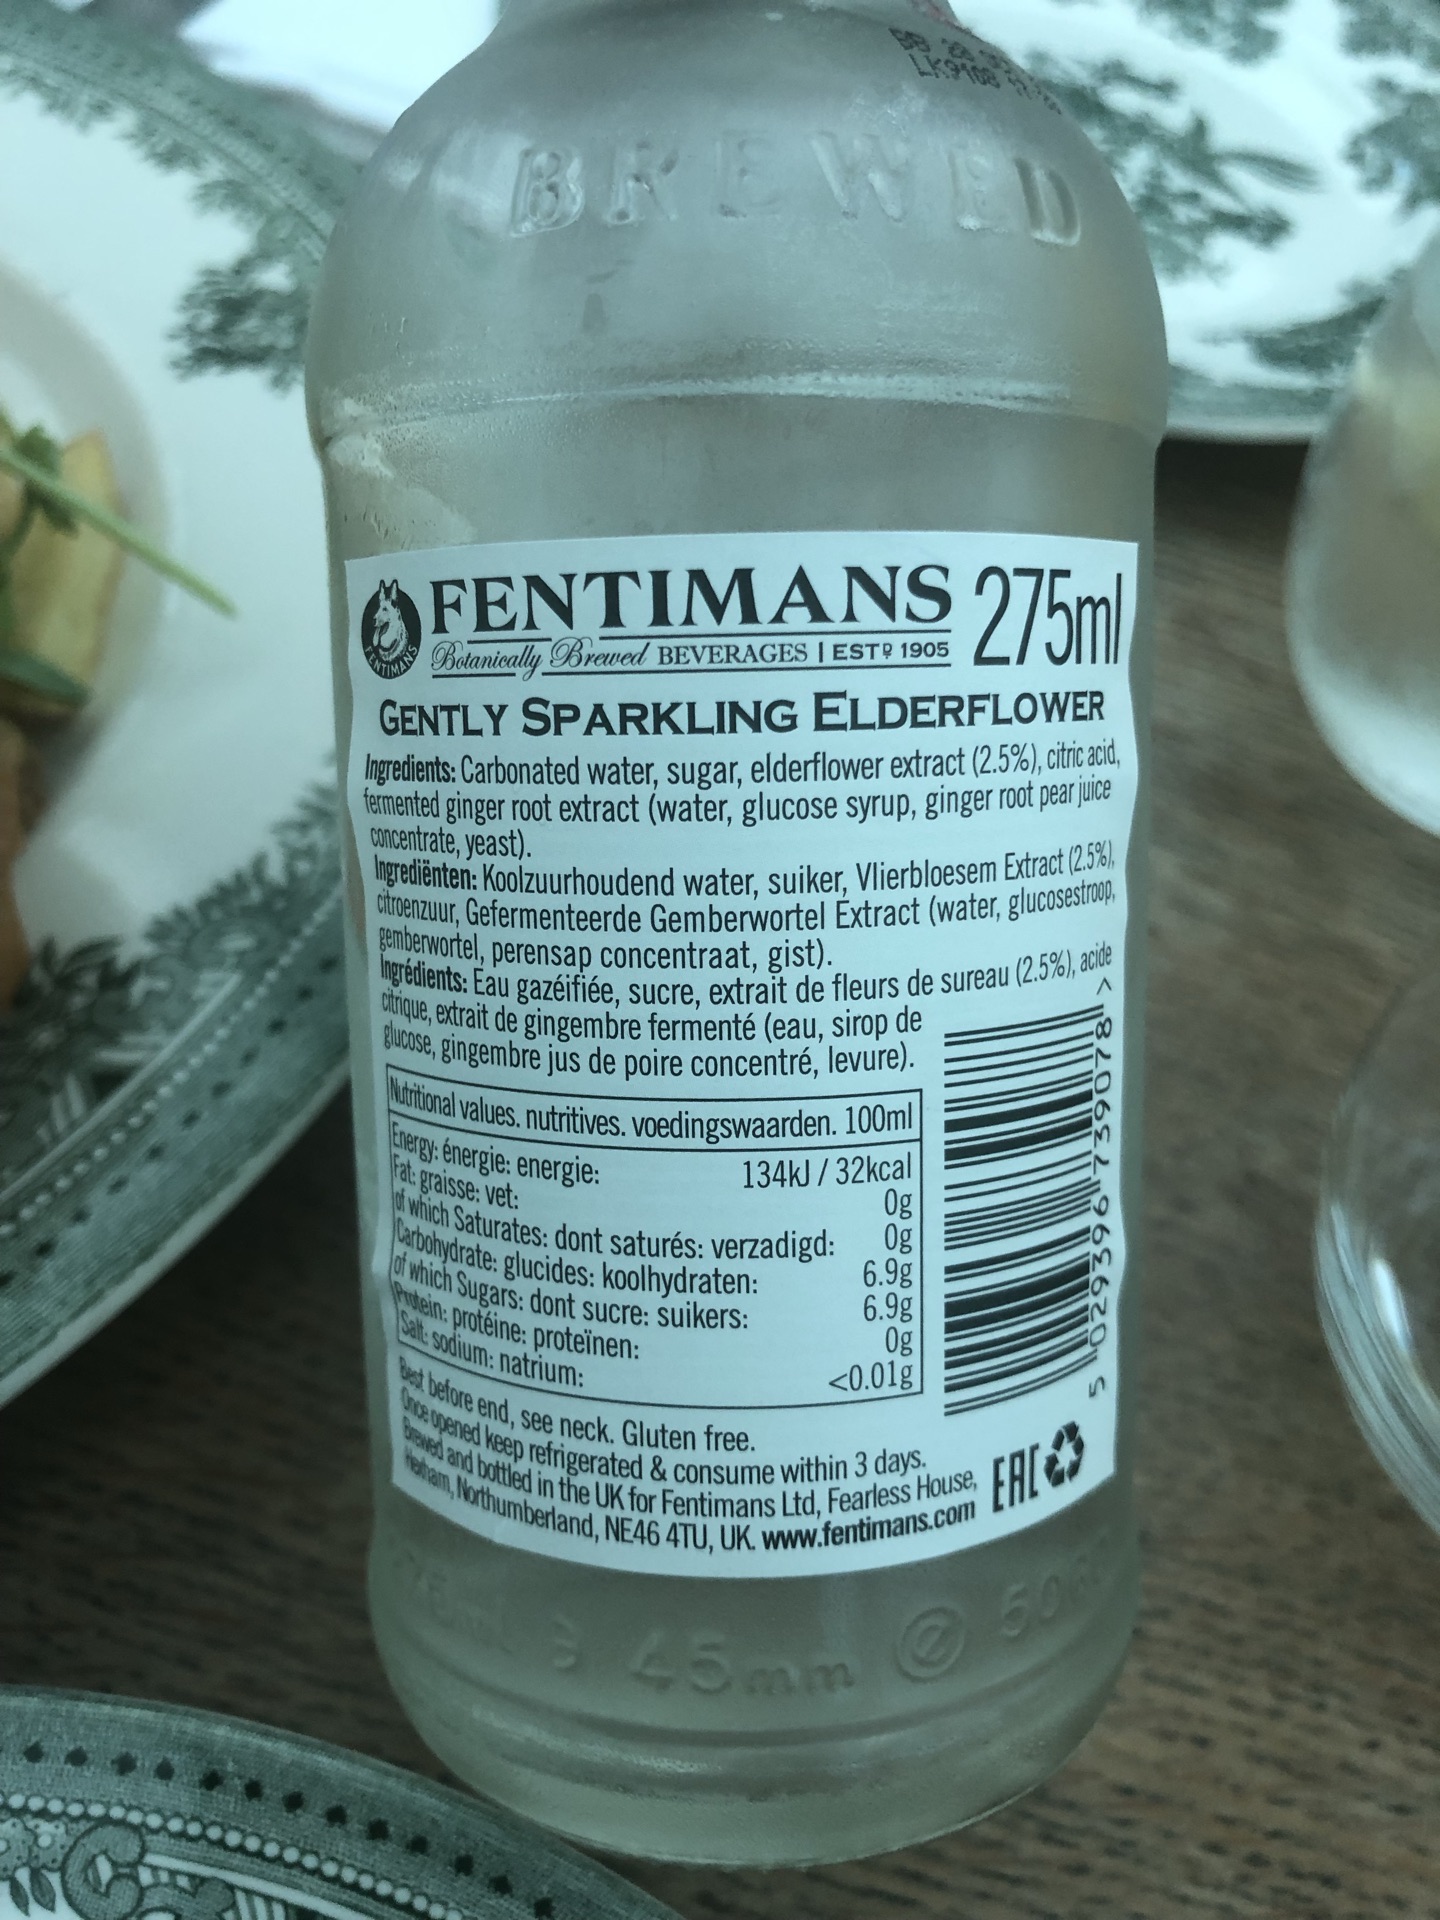 BREWED
FENTIMANS 275ml
FENTIMANS
Botanically Brewed BEVERAGES | ESTD 1905
GENTLY SPARKLING ELDERFLOWER
Ingredients: Carbonated water, sugar, elderflower extract (2.5%), citric acid,
fermented ginger root extract (water, glucose syrup, ginger root pear juice
concentrate, yeast).
Ingrediënten: Koolzuurhoudend water, suiker, Vlierbloesem Extract (2.5%),
citroenzuur, Gefermenteerde Gemberwortel Extract (water, glucosestroop,
gemberwortel, perensap concentraat, gist).
Ingrédients: Eau gazéifiée, sucre, extrait de fleurs de sureau (2.5%), acide
citrique, extrait de gingembre fermenté (eau, sirop de
glucose, gingembre jus de poire concentré, levure).
Nutritional values. nutritives. voedingswaarden. 100ml
Energy: énergie: energie: 134kJ / 32kcal
Fat: graisse: vet: 0g
of which Saturates: dont saturés: verzadigd: 0g
Carbohydrate: glucides: koolhydraten: 6.9g
of which Sugars: dont sucre: suikers: 6.9g
Protein: protéine: proteïnen: 0g
Salt: sodium: natrium: <0.01g
5 029396 739078 >
Best before end, see neck. Gluten free.
Once opened keep refrigerated & consume within 3 days.
Brewed and bottled in the UK for Fentimans Ltd, Fearless House,
Hexham, Northumberland, NE46 4TU, UK. www.fentimans.com
EAC
3 45mm